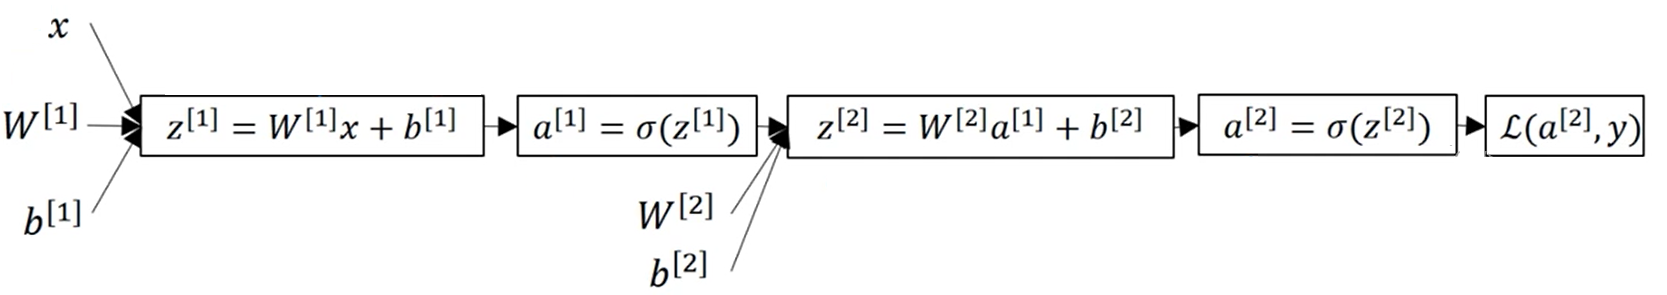 x
W^{[1]}
z^{[1]} = W^{[1]}x + b^{[1]}
a^{[1]} = σ(z^{[1]})
z^{[2]} = W^{[2]}a^{[1]} + b^{[2]}
a^{[2]} = σ(z^{[2]})
ℒ(a^{[2]}, y)
b^{[1]}
W^{[2]}
b^{[2]}